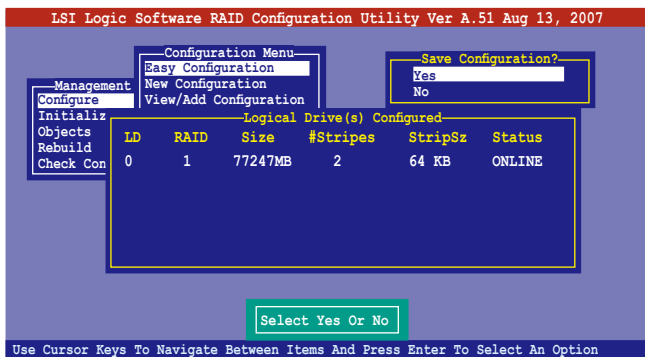 LSI Logic Software RAID Configuration Utility Ver A.51 Aug 13, 2007
Configuration Menu
Easy Configuration
New Configuration
View/Add Configuration
Save Configuration?
Yes
No
Management
Configure
Initializ
Objects
Rebuild
Check Con
Logical Drive(s) Configured
LD RAID Size #Stripes StripSz Status
0 1 77247MB 2 64 KB ONLINE
Select Yes Or No
Use Cursor Keys To Navigate Between Items And Press Enter To Select An Option